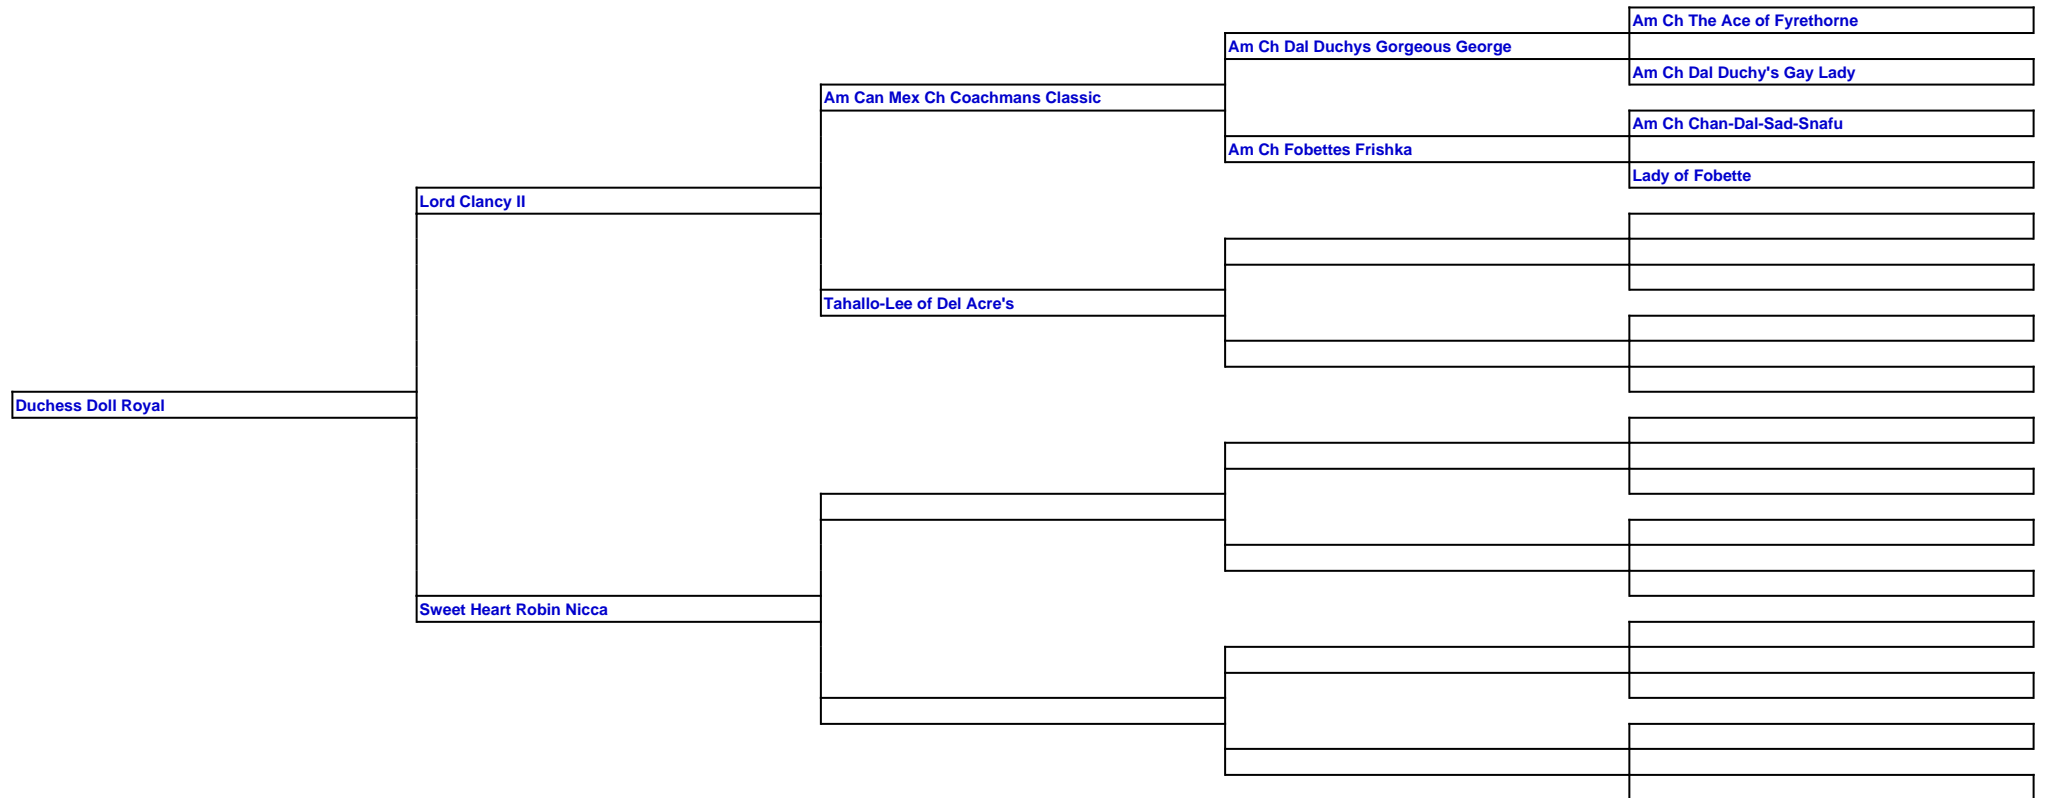 Am Ch The Ace of Fyrethorne
Am Ch Dal Duchys Gorgeous George
Am Ch Dal Duchy's Gay Lady
Am Can Mex Ch Coachmans Classic
Am Ch Chan-Dal-Sad-Snafu
Am Ch Fobettes Frishka
Lady of Fobette
Lord Clancy II
Tahallo-Lee of Del Acre's
Duchess Doll Royal
Sweet Heart Robin Nicca